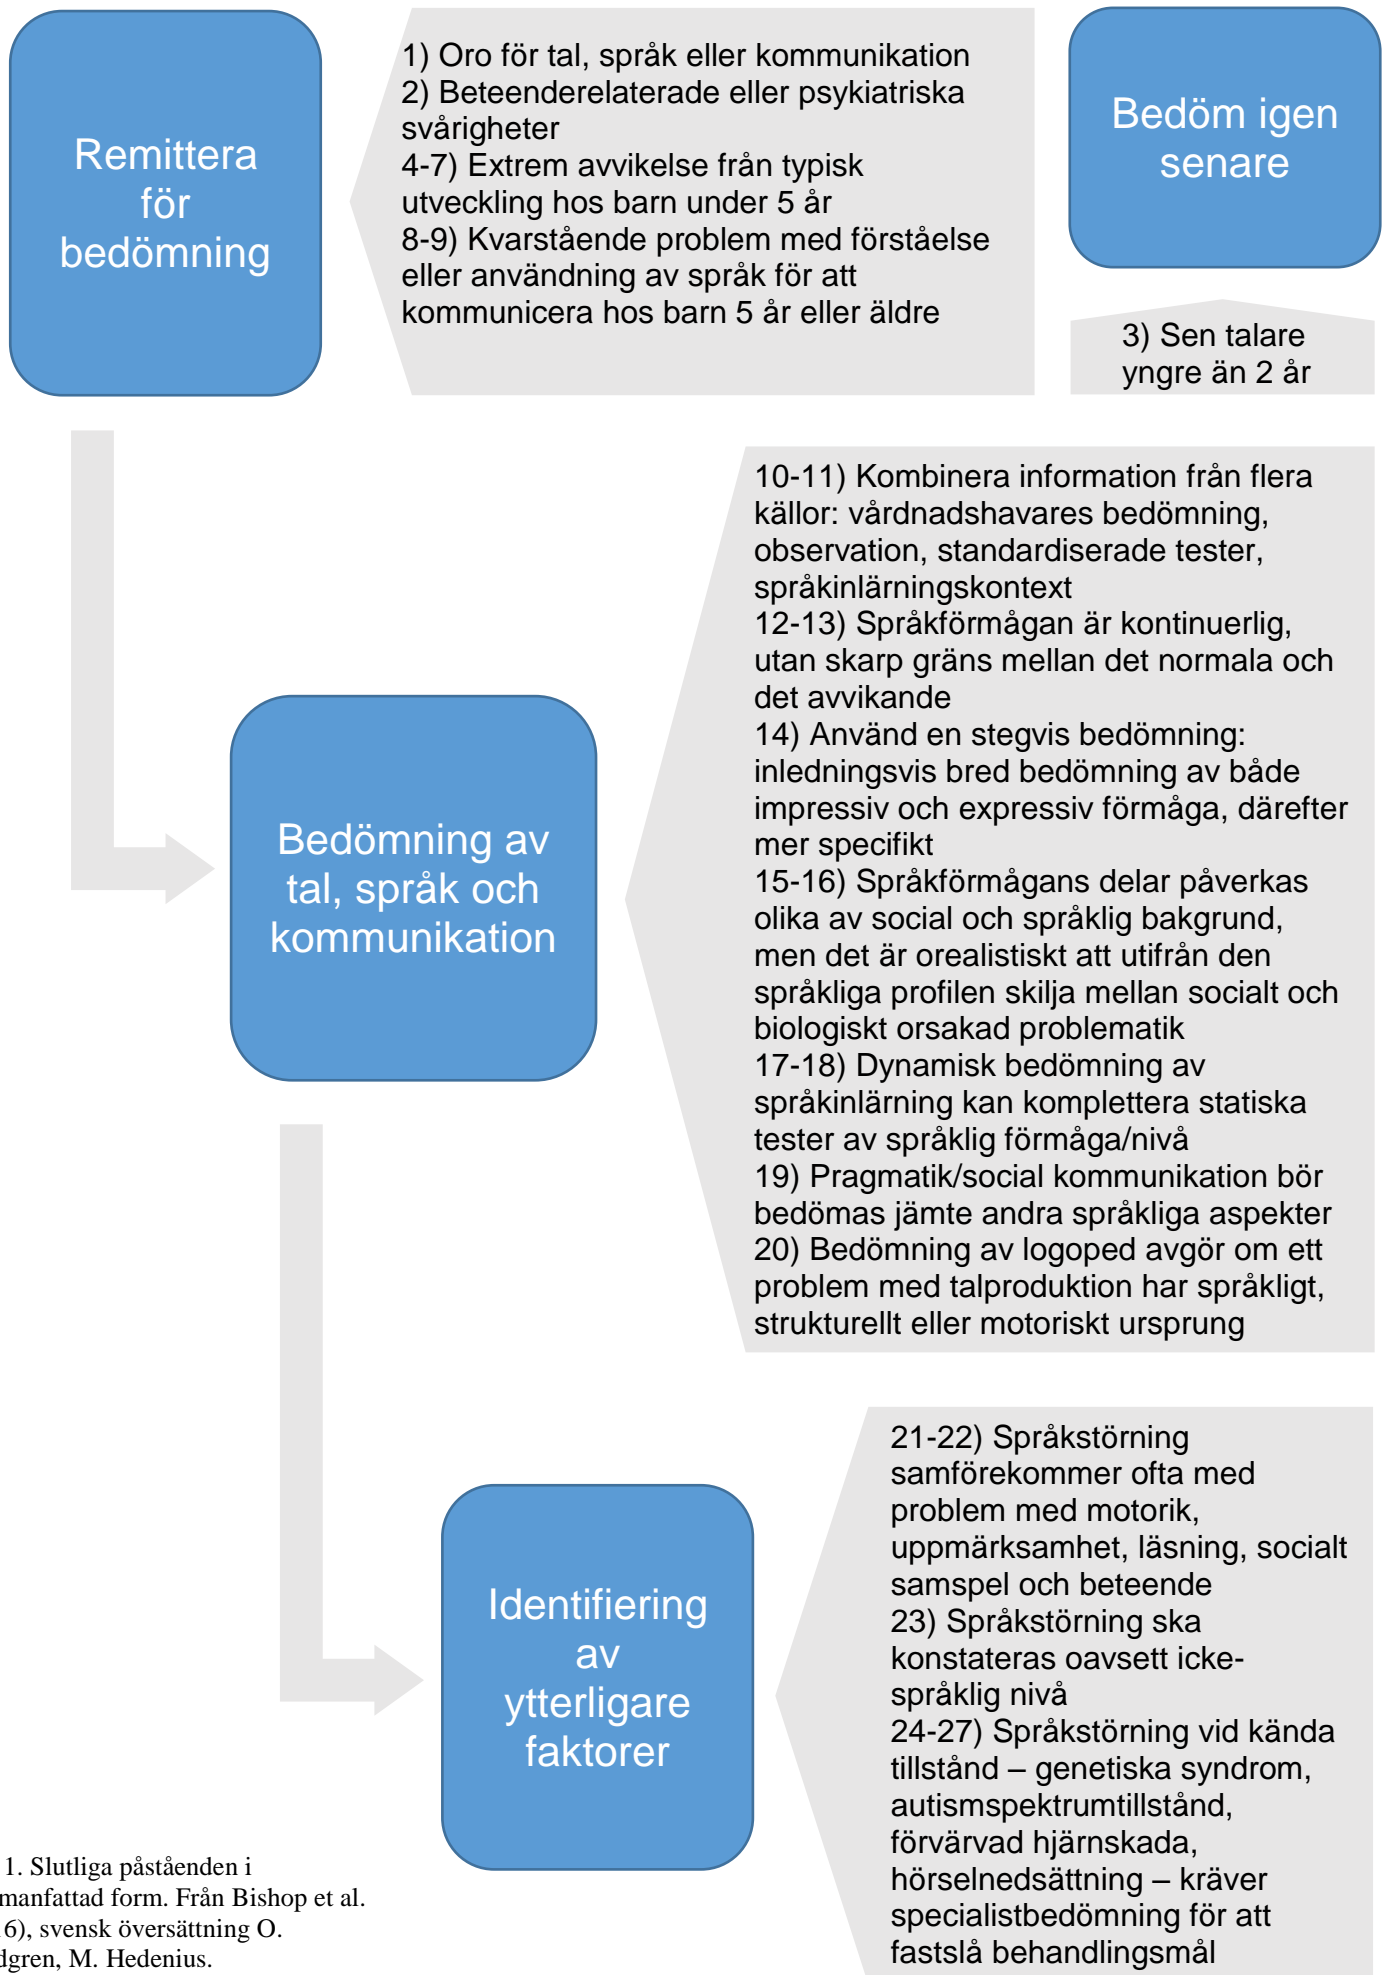 Remittera
för
bedömning
1) Oro för tal, språk eller kommunikation
2) Beteenderelaterade eller psykiatriska
svårigheter
4-7) Extrem avvikelse från typisk
utveckling hos barn under 5 år
8-9) Kvarstående problem med förståelse
eller användning av språk för att
kommunicera hos barn 5 år eller äldre
Bedöm igen
senare
3) Sen talare
yngre än 2 år
Bedömning av
tal, språk och
kommunikation
10-11) Kombinera information från flera
källor: vårdnadshavares bedömning,
observation, standardiserade tester,
språkinlärningskontext
12-13) Språkförmågan är kontinuerlig,
utan skarp gräns mellan det normala och
det avvikande
14) Använd en stegvis bedömning:
inledningsvis bred bedömning av både
impressiv och expressiv förmåga, därefter
mer specifikt
15-16) Språkförmågans delar påverkas
olika av social och språklig bakgrund,
men det är orealistiskt att utifrån den
språkliga profilen skilja mellan socialt och
biologiskt orsakad problematik
17-18) Dynamisk bedömning av
språkinlärning kan komplettera statiska
tester av språklig förmåga/nivå
19) Pragmatik/social kommunikation bör
bedömas jämte andra språkliga aspekter
20) Bedömning av logoped avgör om ett
problem med talproduktion har språkligt,
strukturellt eller motoriskt ursprung
Identifiering
av
ytterligare
faktorer
21-22) Språkstörning
samförekommer ofta med
problem med motorik,
uppmärksamhet, läsning, socialt
samspel och beteende
23) Språkstörning ska
konstateras oavsett icke-
språklig nivå
24-27) Språkstörning vid kända
tillstånd – genetiska syndrom,
autismspektrumtillstånd,
förvärvad hjärnskada,
hörselnedsättning – kräver
specialistbedömning för att
fastslå behandlingsmål
1. Slutliga påståenden i
manfattad form. Från Bishop et al.
6), svensk översättning O.
dgren, M. Hedenius.